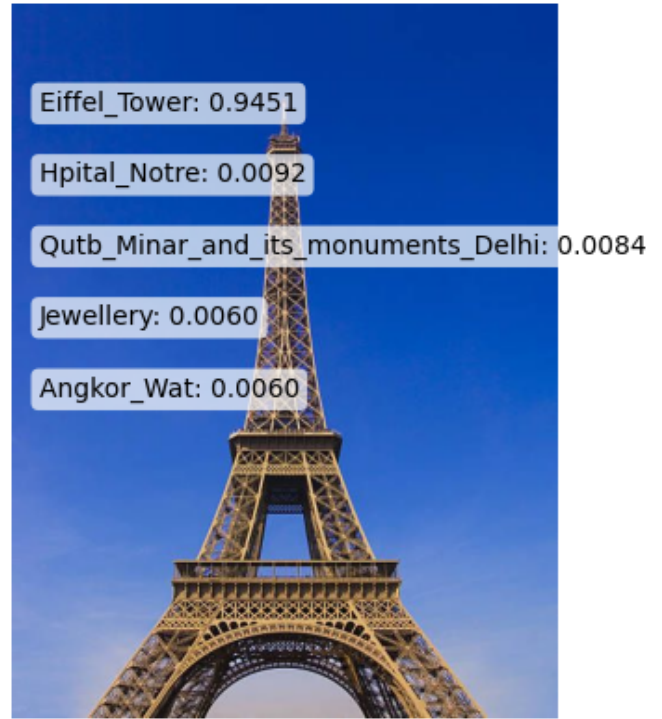 Eiffel_Tower: 0.9451
Hpital_Notre: 0.0092
Qutb_Minar_and_its_monuments_Delhi: 0.0084
Jewellery: 0.0060
Angkor_Wat: 0.0060